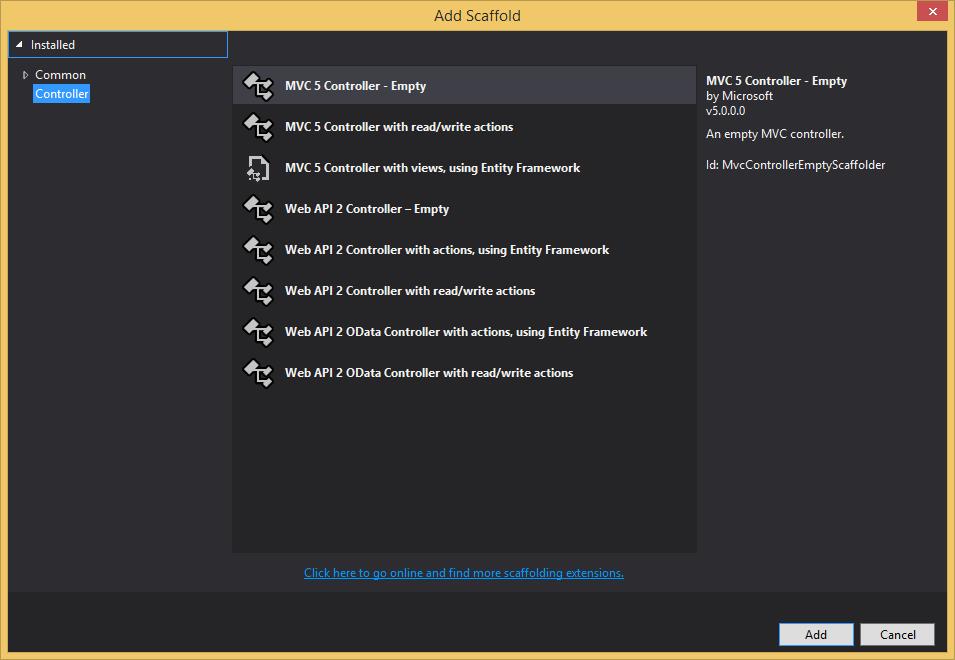 Add Scaffold
Installed
Common
Controller
MVC 5 Controller - Empty
MVC 5 Controller with read/write actions
MVC 5 Controller with views, using Entity Framework
Web API 2 Controller – Empty
Web API 2 Controller with actions, using Entity Framework
Web API 2 Controller with read/write actions
Web API 2 OData Controller with actions, using Entity Framework
Web API 2 OData Controller with read/write actions
MVC 5 Controller - Empty
by Microsoft
v5.0.0.0
An empty MVC controller.
Id: MvcControllerEmptyScaffolder
Click here to go online and find more scaffolding extensions.
Add
Cancel